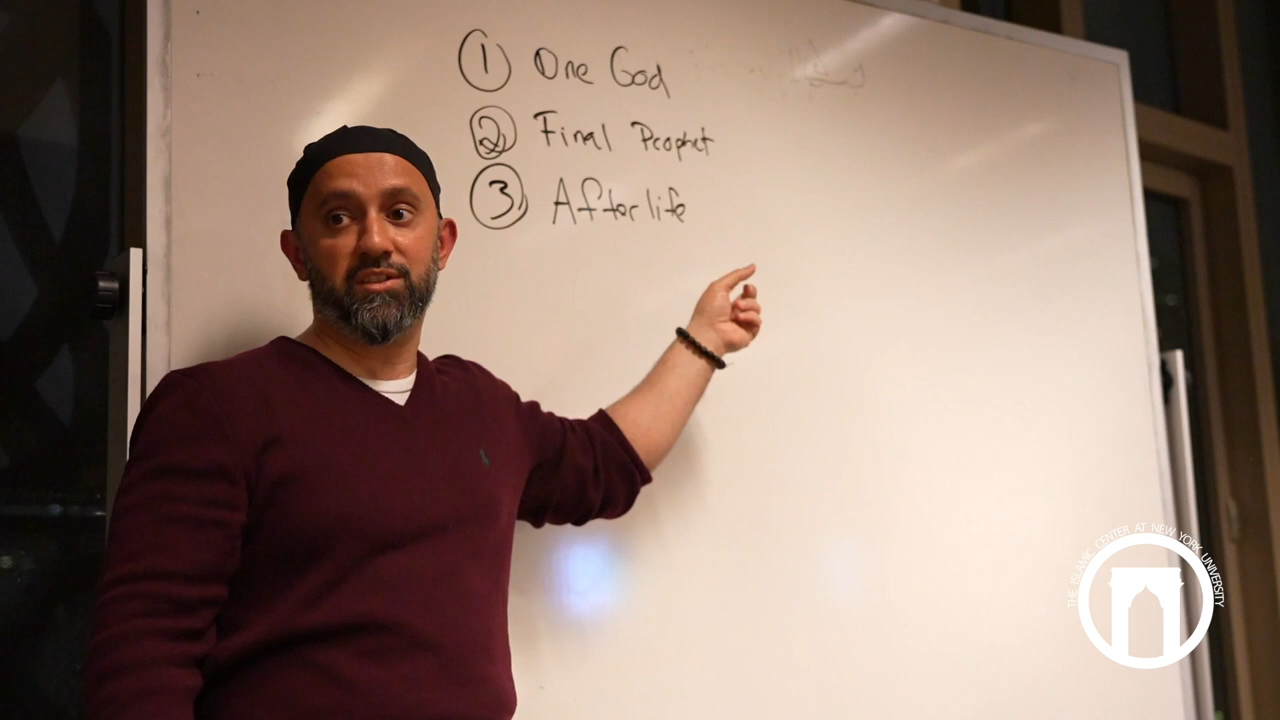 ① One God
② Final Prophet
③ Afterlife
THE ISLAMIC CENTER AT NEW YORK UNIVERSITY